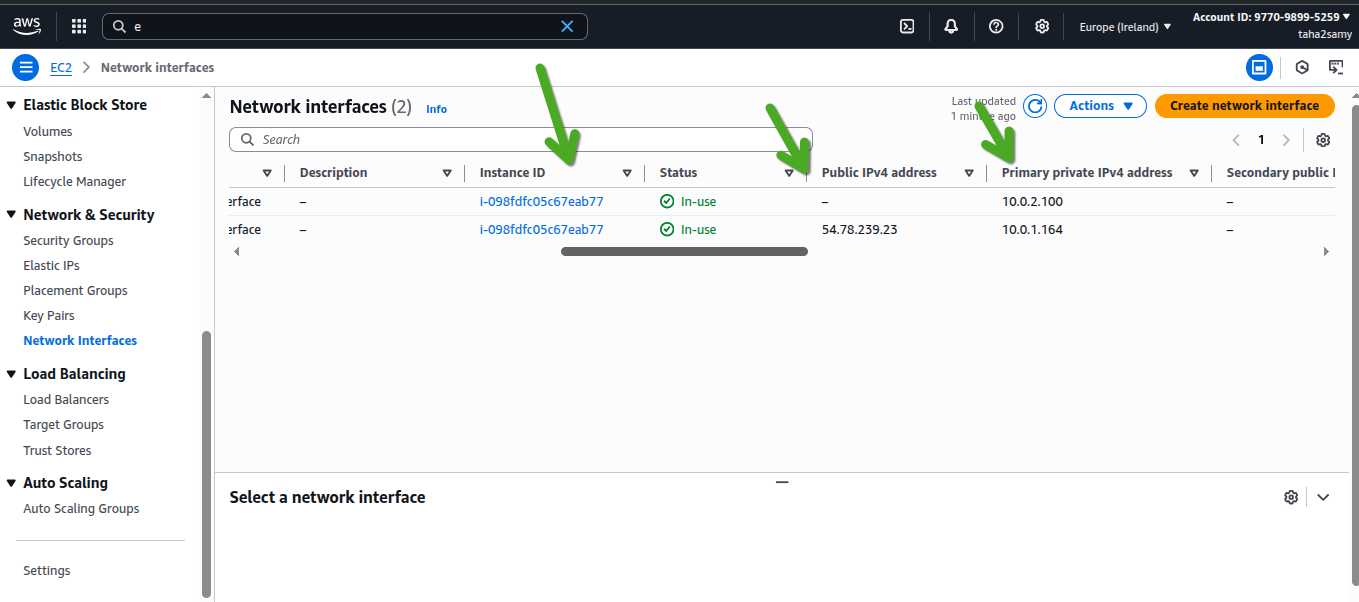 aws
e
Europe (Ireland)
Account ID: 9770-9899-5259
taha2samy
EC2 > Network interfaces
Elastic Block Store
Volumes
Snapshots
Lifecycle Manager
Network & Security
Security Groups
Elastic IPs
Placement Groups
Key Pairs
Network Interfaces
Load Balancing
Load Balancers
Target Groups
Trust Stores
Auto Scaling
Auto Scaling Groups
Settings
Network interfaces (2) Info
Last updated
1 minute ago
Actions
Create network interface
Search
1
Description Instance ID Status Public IPv4 address Primary private IPv4 address Secondary public I
erface – i-098fdfc05c67eab77 In-use – 10.0.2.100 –
erface – i-098fdfc05c67eab77 In-use 54.78.239.23 10.0.1.164 –
Select a network interface